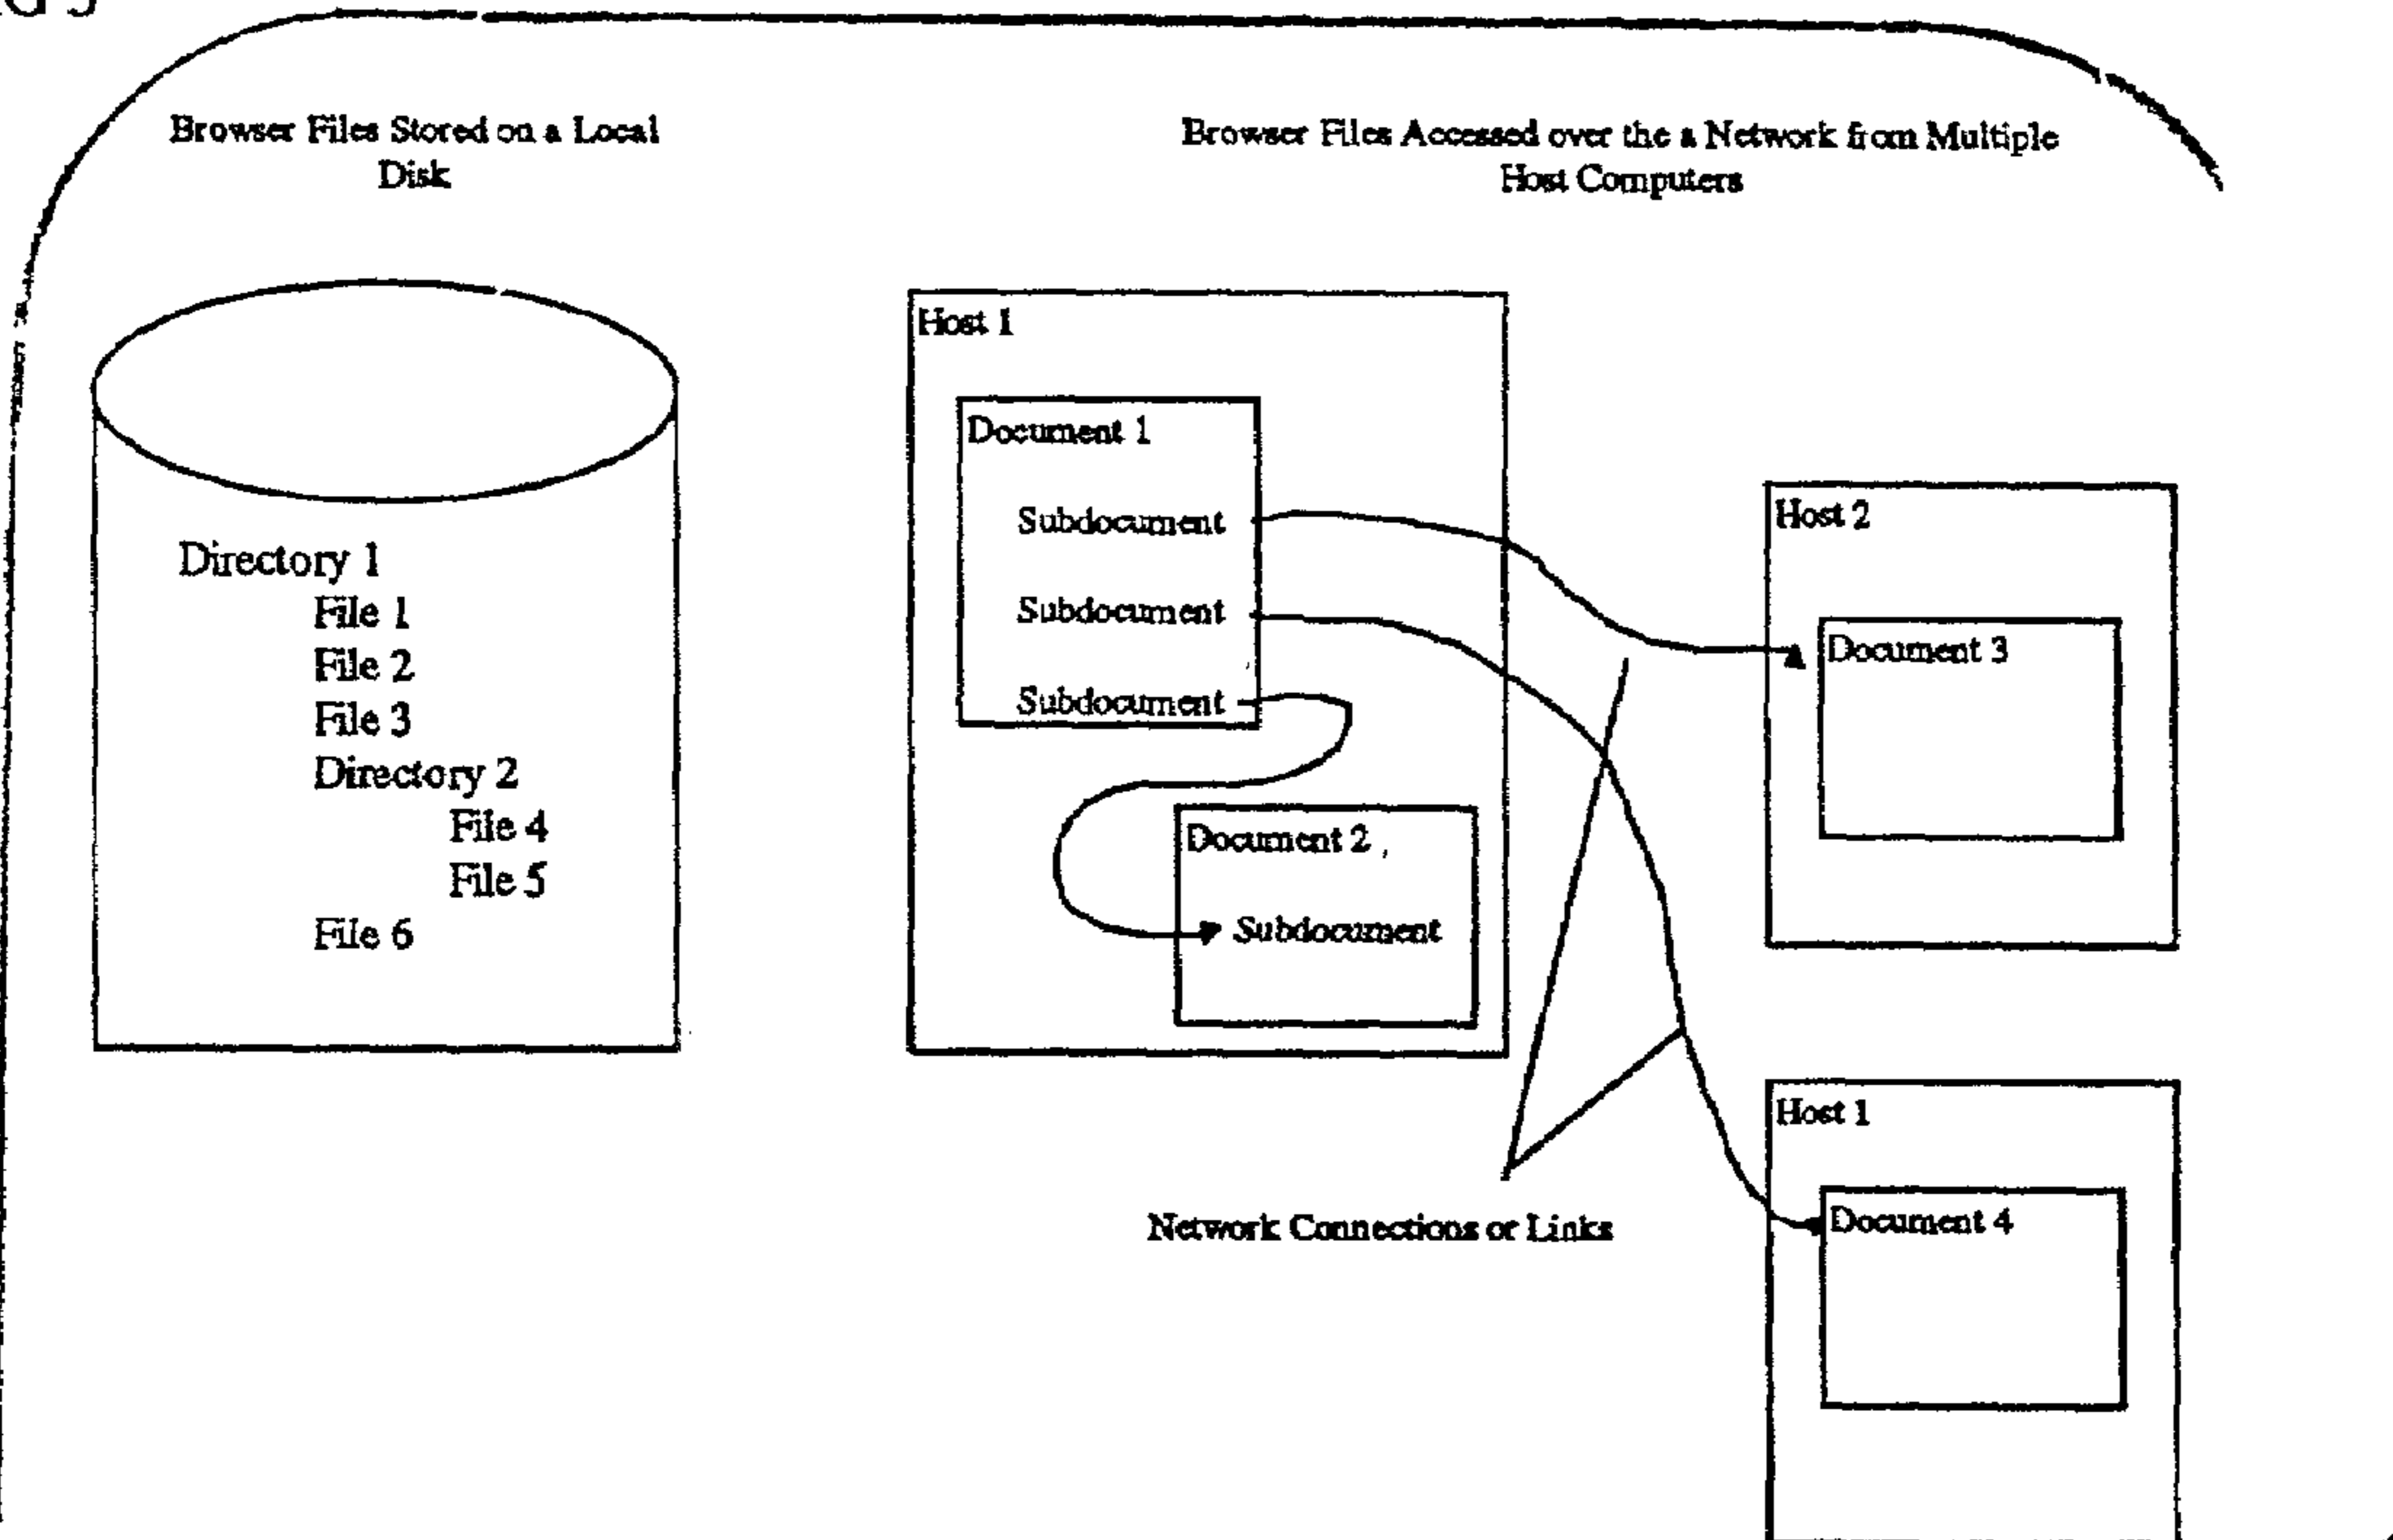 Browser Files Stored on a Local
Disk
Browser Files Accessed over the a Network from Multiple
Host Computers
Directory 1
File 1
File 2
File 3
Directory 2
File 4
File 5
File 6
Host 1
Document 1
Subdocument
Subdocument
Subdocument
Document 2
Subdocument
Host 2
Document 3
Network Connections or Links
Host 1
Document 4